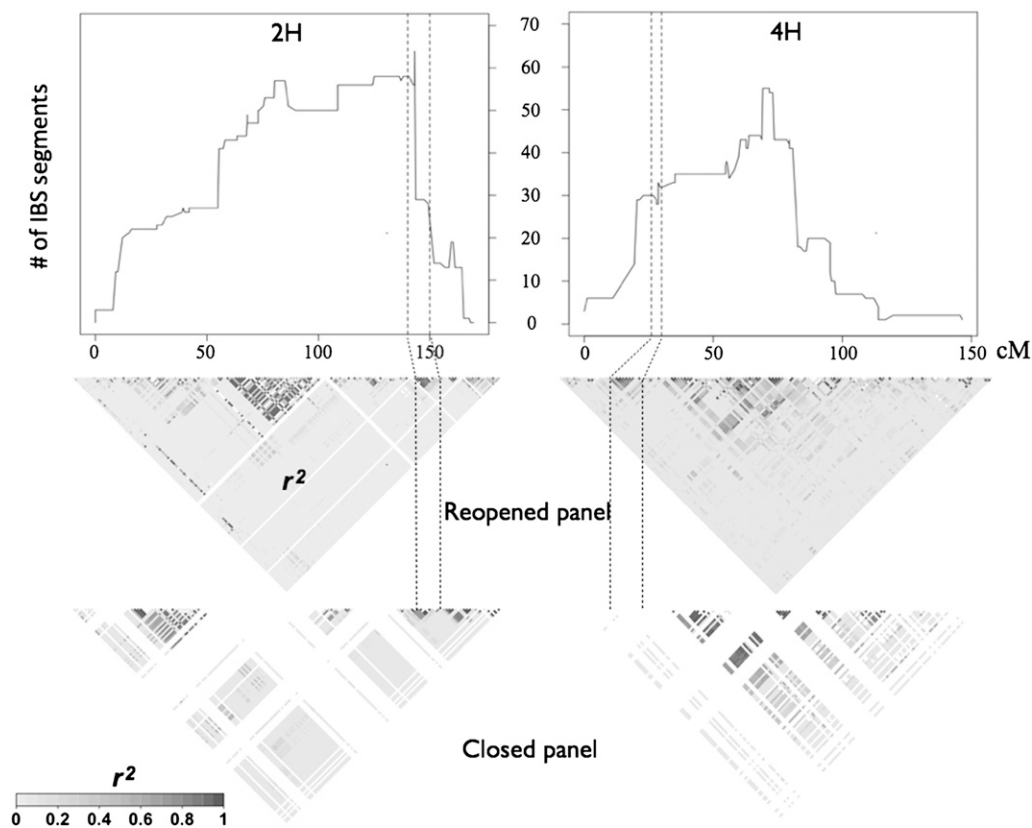 2H
4H
# of IBS segments
70
60
50
40
30
20
10
0
0 50 100 150
0 50 100 150 cM
r²
Reopened panel
Closed panel
r²
0 0.2 0.4 0.6 0.8 1